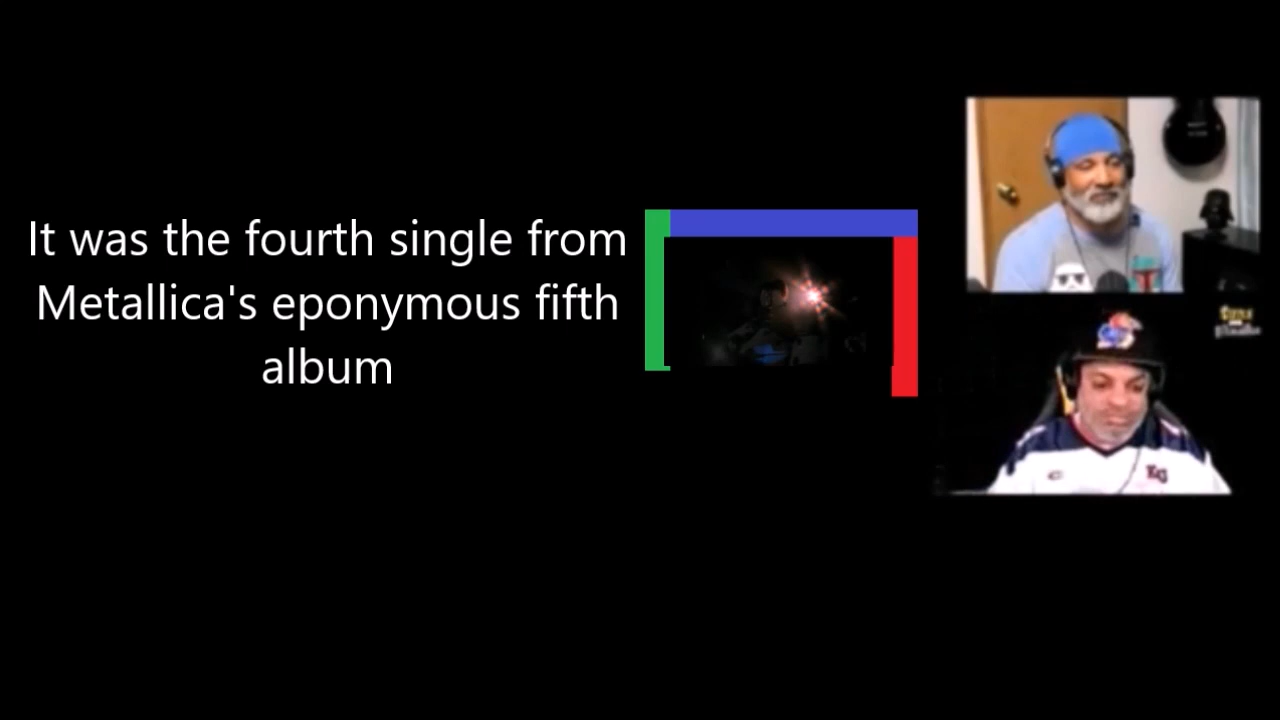 It was the fourth single from
Metallica's eponymous fifth
album